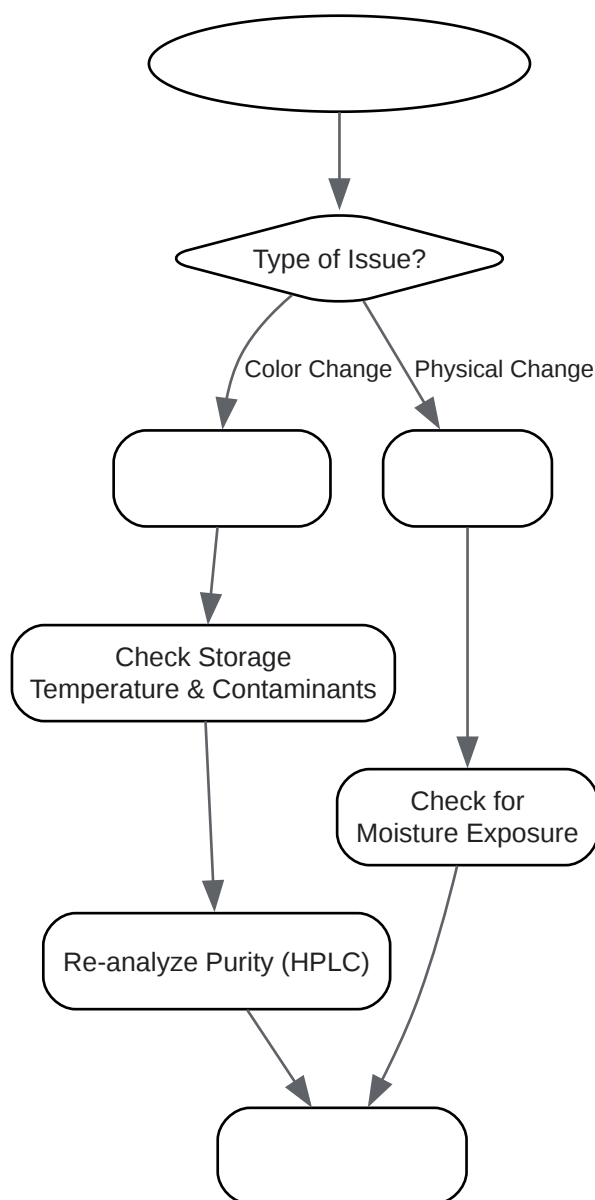 Type of Issue?
Color Change
Physical Change
Check Storage
Temperature & Contaminants
Check for
Moisture Exposure
Re-analyze Purity (HPLC)